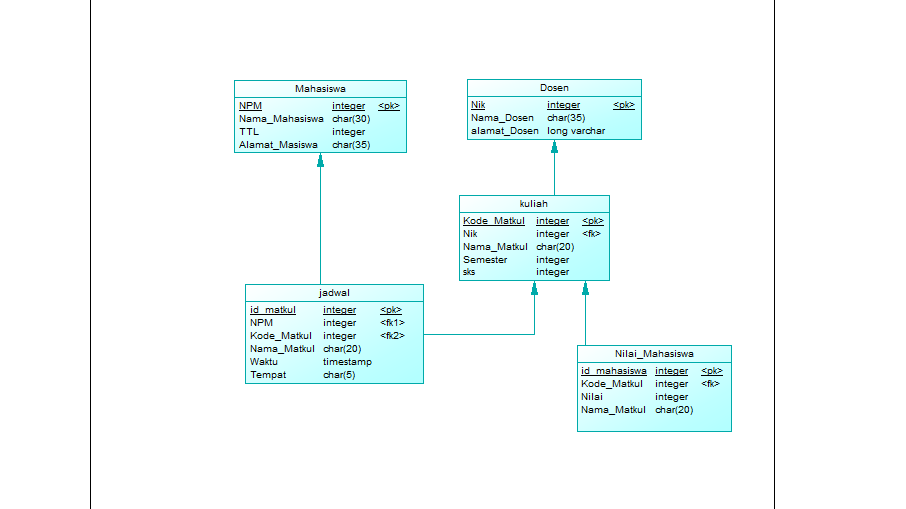 Mahasiswa
NPM integer <pk>
Nama_Mahasiswa char(30)
TTL integer
Alamat_Masiswa char(35)
Dosen
Nik integer <pk>
Nama_Dosen char(35)
alamat_Dosen long varchar
kuliah
Kode_Matkul integer <pk>
Nik integer <fk>
Nama_Matkul char(20)
Semester integer
sks integer
jadwal
id_matkul integer <pk>
NPM integer <fk1>
Kode_Matkul integer <fk2>
Nama_Matkul char(20)
Waktu timestamp
Tempat char(5)
Nilai_Mahasiswa
id_mahasiswa integer <pk>
Kode_Matkul integer <fk>
Nilai integer
Nama_Matkul char(20)